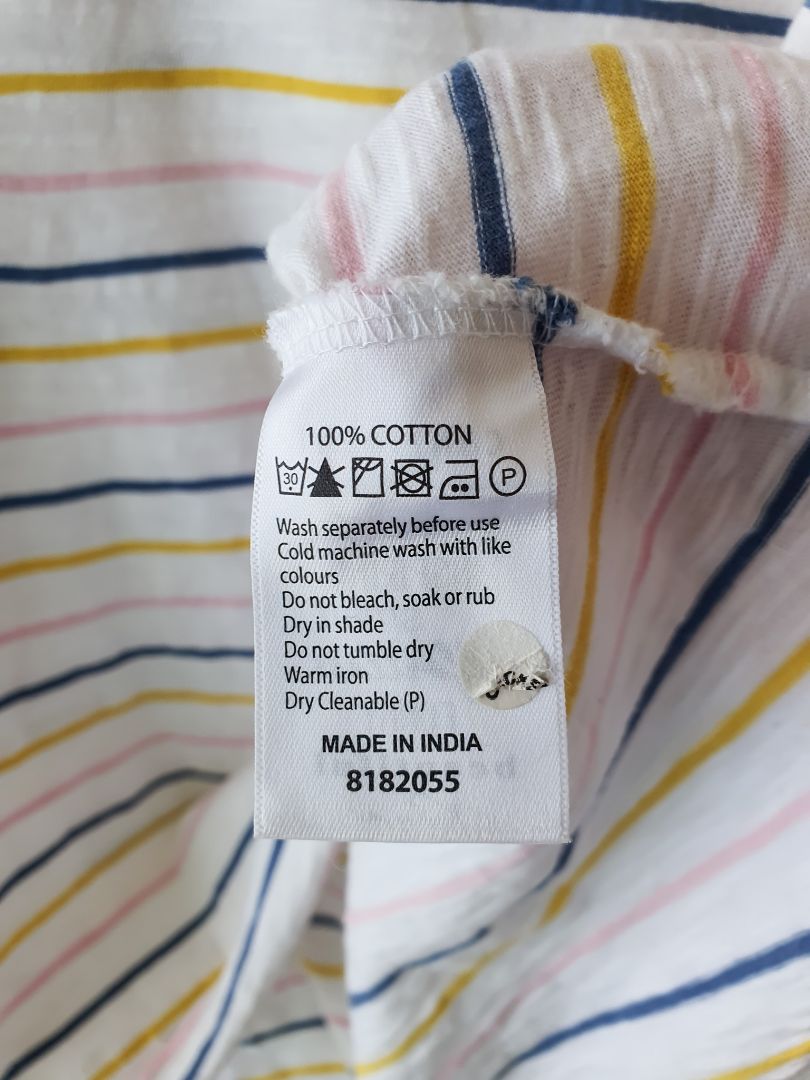 100% COTTON
30
P
Wash separately before use
Cold machine wash with like
colours
Do not bleach, soak or rub
Dry in shade
Do not tumble dry
Warm iron
Dry Cleanable (P)
MADE IN INDIA
8182055